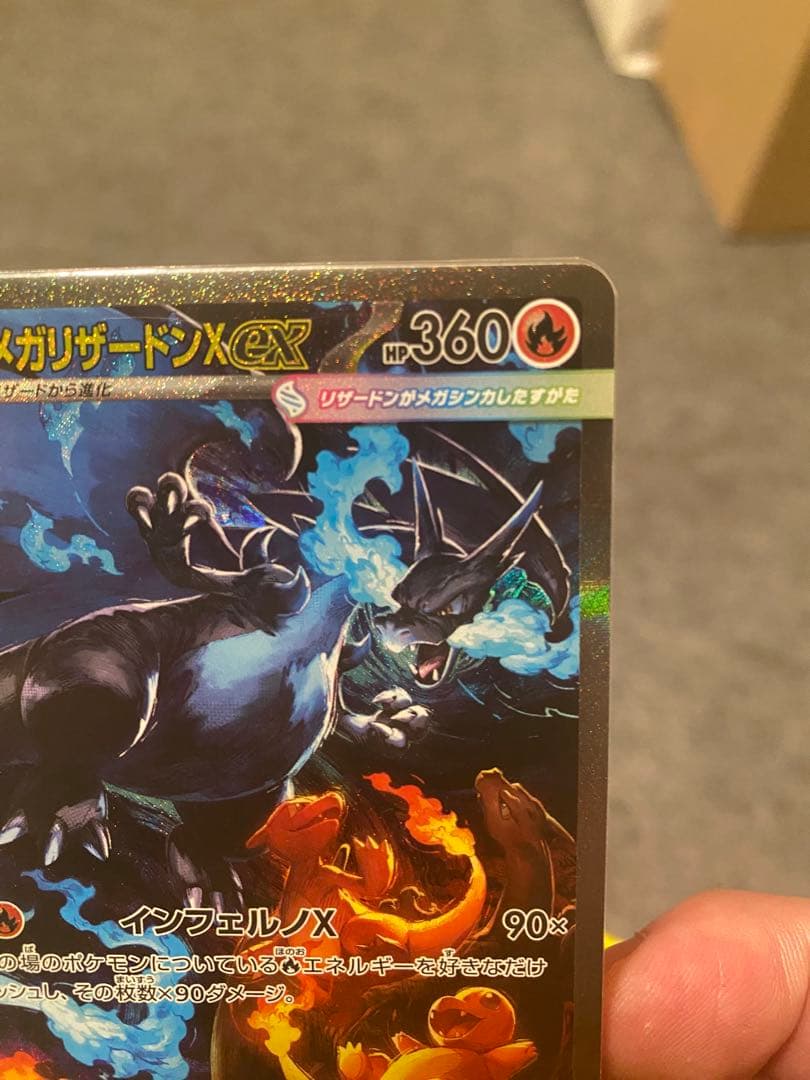 メガリザードンXex HP360
ザードから進化 リザードンがメガシンカしたすがた
インフェルノX 90×
の場のポケモンについている エネルギーを好きなだけ
ッシュし、その枚数×90ダメージ。